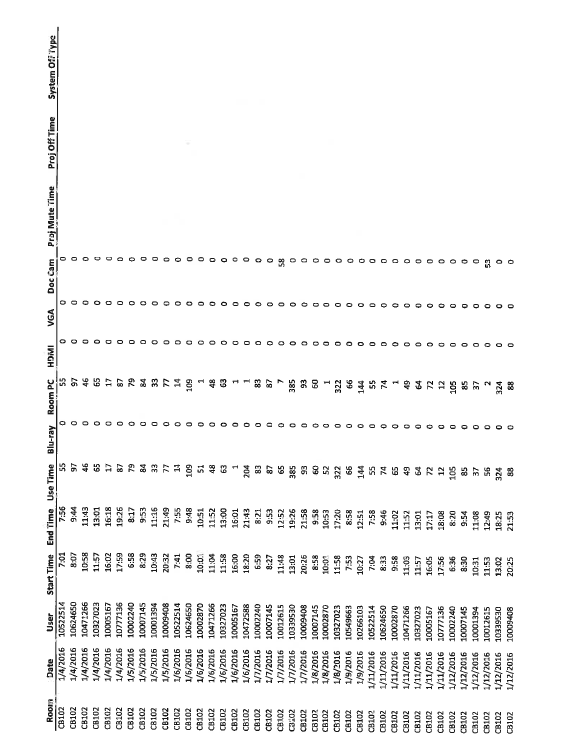 Room Date User Start Time End Time Use Time Blu-ray Room PC HDMI VGA Doc Cam Proj Mute Time Proj Off Time System Off Type
CB102 1/4/2016 10522514 7:01 7:56 55 0 55 0 0 0
CB102 1/4/2016 10624650 8:07 9:44 97 0 97 0 0 0
CB102 1/4/2016 10471266 10:58 11:43 46 0 46 0 0 0
CB102 1/4/2016 10327023 11:57 13:01 65 0 65 0 0 0
CB102 1/4/2016 10005167 16:02 16:18 17 0 17 0 0 0
CB102 1/4/2016 10777136 17:59 19:26 87 0 87 0 0 0
CB102 1/5/2016 10002240 6:58 8:17 79 0 79 0 0 0
CB102 1/5/2016 10007145 8:29 9:53 84 0 84 0 0 0
CB102 1/5/2016 10001394 10:43 11:16 33 0 33 0 0 0
CB102 1/5/2016 10009408 20:32 21:49 77 0 77 0 0 0
CB102 1/6/2016 10522514 7:41 7:55 14 0 14 0 0 0
CB102 1/6/2016 10624650 8:00 9:48 109 0 109 0 0 0
CB102 1/6/2016 10002870 10:01 10:51 51 0 1 0 0 0
CB102 1/6/2016 10471266 11:04 11:52 48 0 48 0 0 0
CB102 1/6/2016 10327023 11:58 13:00 63 0 63 0 0 0
CB102 1/6/2016 10005167 16:00 16:01 1 0 1 0 0 0
CB102 1/6/2016 10472588 18:20 21:43 204 0 1 0 0 0
CB102 1/7/2016 10002240 6:59 8:21 83 0 83 0 0 0
CB102 1/7/2016 10007145 8:27 9:53 87 0 87 0 0 0
CB102 1/7/2016 10012615 11:48 12:52 65 0 7 0 0 58
CB102 1/7/2016 10339530 13:01 19:26 385 0 385 0 0 0
CB102 1/7/2016 10009408 20:26 21:58 93 0 93 0 0 0
CB102 1/8/2016 10007145 8:58 9:58 60 0 60 0 0 0
CB102 1/8/2016 10002870 10:01 10:53 52 0 1 0 0 0
CB102 1/8/2016 10327023 11:58 17:20 322 0 322 0 0 0
CB102 1/9/2016 10549663 7:53 8:58 66 0 66 0 0 0
CB102 1/9/2016 10266103 10:27 12:51 144 0 144 0 0 0
CB102 1/11/2016 10522514 7:04 7:58 55 0 55 0 0 0
CB102 1/11/2016 10624650 8:33 9:46 74 0 74 0 0 0
CB102 1/11/2016 10002870 9:58 11:02 65 0 1 0 0 0
CB102 1/11/2016 10471266 11:03 11:52 49 0 49 0 0 0
CB102 1/11/2016 10327023 11:57 13:01 64 0 64 0 0 0
CB102 1/11/2016 10005167 16:05 17:17 72 0 72 0 0 0
CB102 1/11/2016 10777136 17:56 18:08 12 0 12 0 0 0
CB102 1/12/2016 10002240 6:36 8:20 105 0 105 0 0 0
CB102 1/12/2016 10007145 8:30 9:54 85 0 85 0 0 0
CB102 1/12/2016 10001394 10:31 11:08 37 0 37 0 0 0
CB102 1/12/2016 10012615 11:53 12:49 56 0 2 0 0 53
CB102 1/12/2016 10339530 13:02 18:25 324 0 324 0 0 0
CB102 1/12/2016 10009408 20:25 21:53 88 0 88 0 0 0